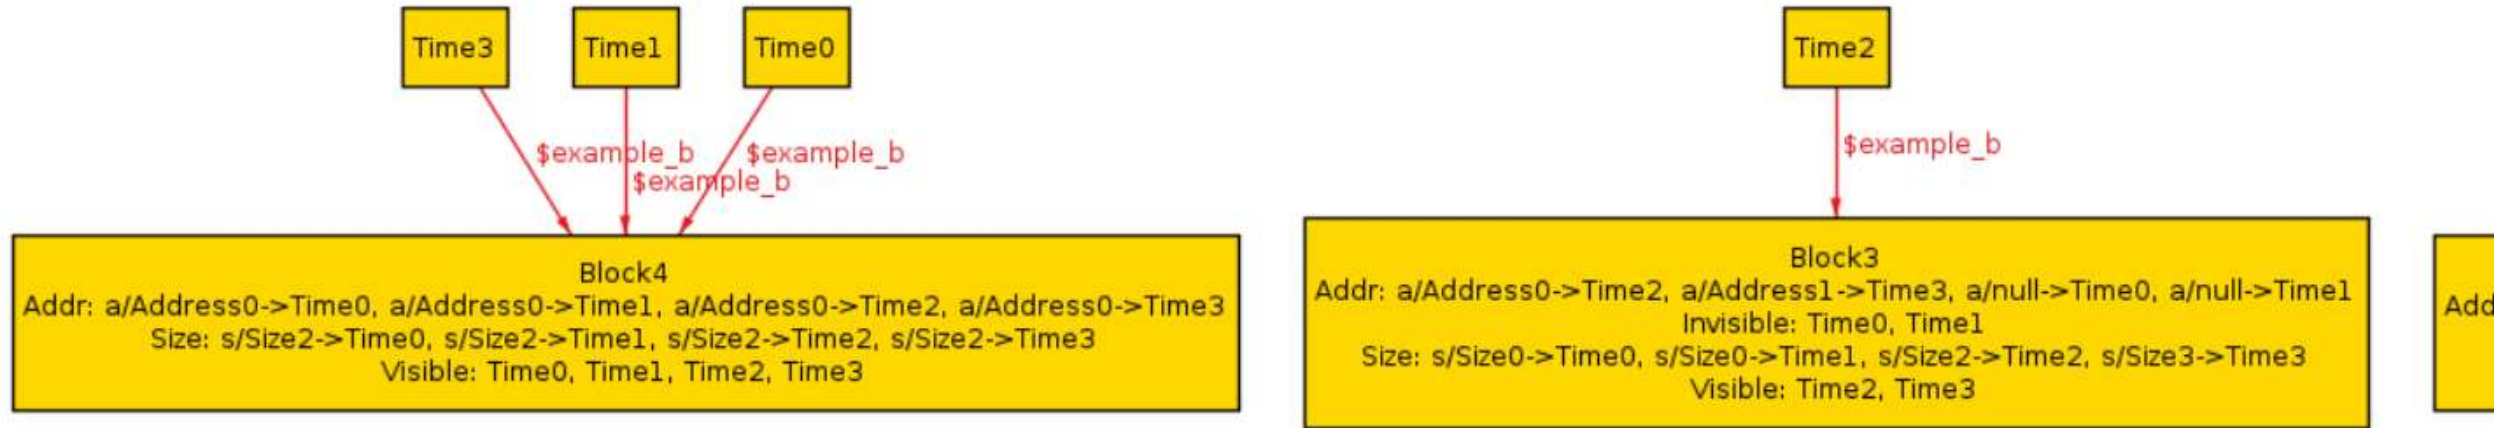 Time3
Time1
Time0
Time2
$example_b
$example_b
$example_b
$example_b
Block4
Addr: a/Address0->Time0, a/Address0->Time1, a/Address0->Time2, a/Address0->Time3
Size: s/Size2->Time0, s/Size2->Time1, s/Size2->Time2, s/Size2->Time3
Visible: Time0, Time1, Time2, Time3
Block3
Addr: a/Address0->Time2, a/Address1->Time3, a/null->Time0, a/null->Time1
Invisible: Time0, Time1
Size: s/Size0->Time0, s/Size0->Time1, s/Size2->Time2, s/Size3->Time3
Visible: Time2, Time3
Add